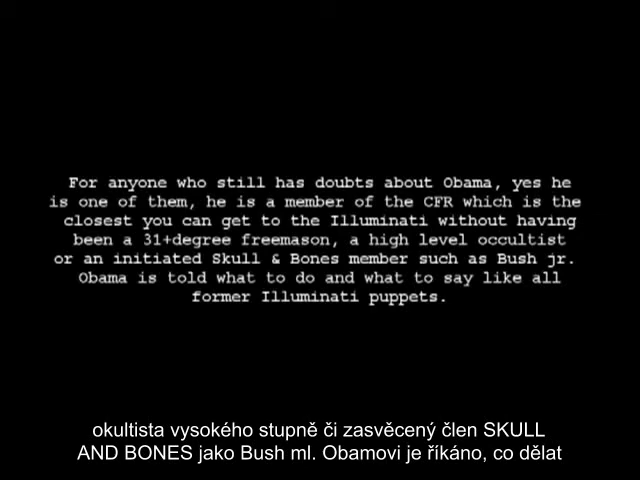 For anyone who still has doubts about Obama, yes he
is one of them, he is a member of the CFR which is the
closest you can get to the Illuminati without having
been a 31+degree freemason, a high level occultist
or an initiated Skull & Bones member such as Bush jr.
Obama is told what to do and what to say like all
former Illuminati puppets.
okultista vysokého stupně či zasvěcený člen SKULL
AND BONES jako Bush ml. Obamovi je říkáno, co dělat